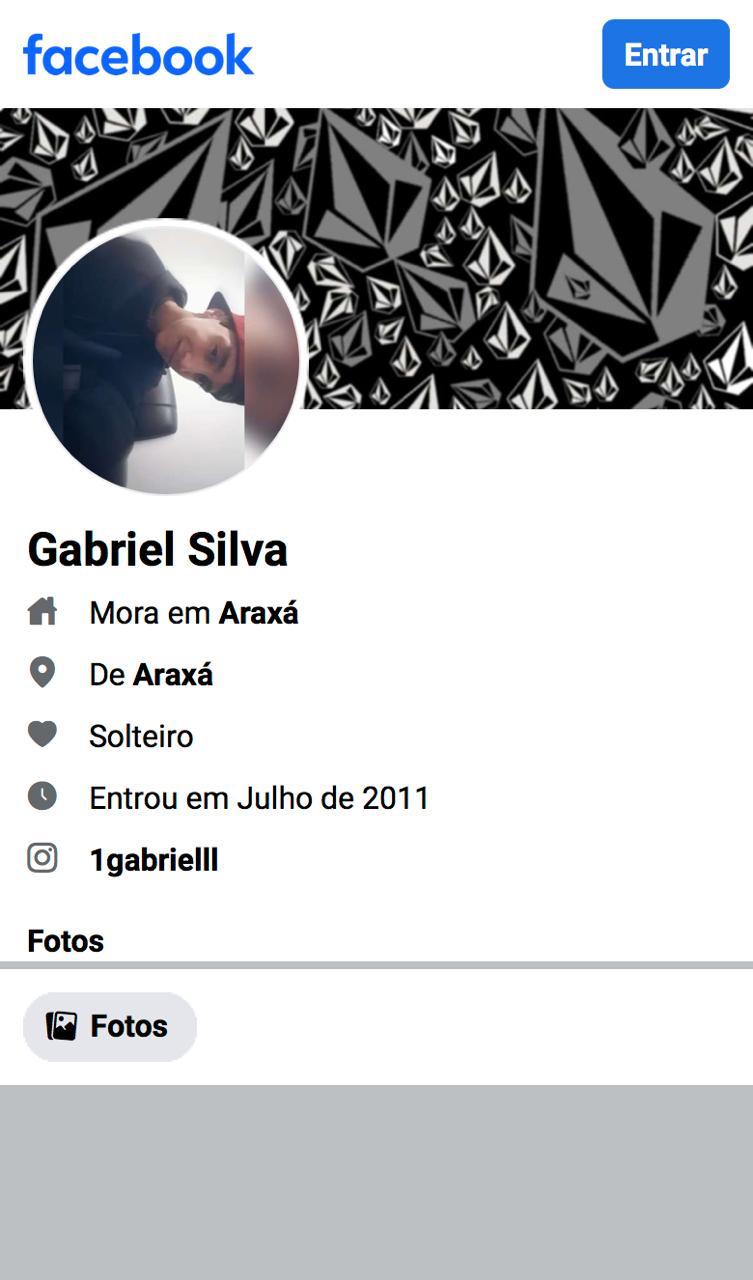 facebook
Entrar
Gabriel Silva
Mora em Araxá
De Araxá
Solteiro
Entrou em Julho de 2011
1gabrielll
Fotos
Fotos